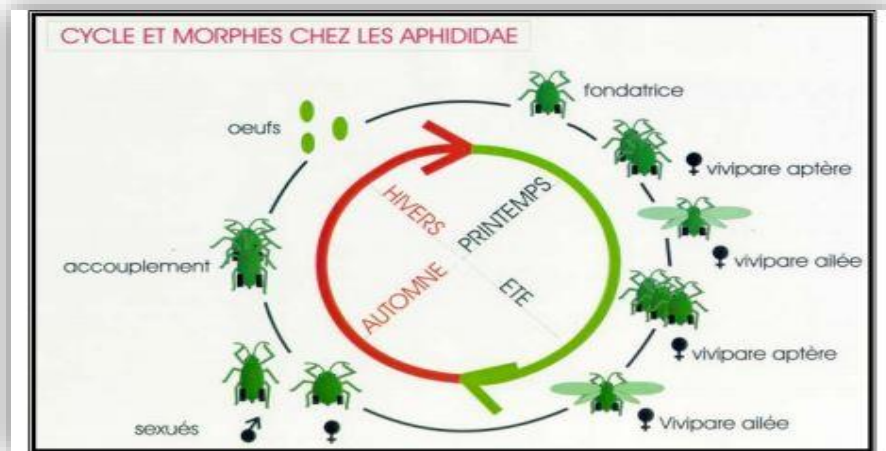 CYCLE ET MORPHES CHEZ LES APHIDIDAE
fondatrice
oeufs
♀ vivipare aptère
HIVERS
PRINTEMPS
♀ vivipare ailée
accouplement
AUTOMNE
ETE
♀ vivipare aptère
sexués ♂ ♀
♀ Vivipare ailée